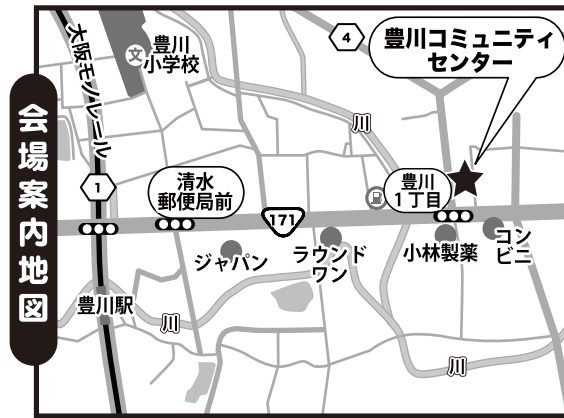 会場案内地図
大阪モノレール
文
豊川
小学校
4
豊川コミュニティ
センター
川
1
清水
郵便局前
171
豊川
1丁目
ジャパン
ラウンド
ワン
小林製薬
コン
ビニ
豊川駅
川
川